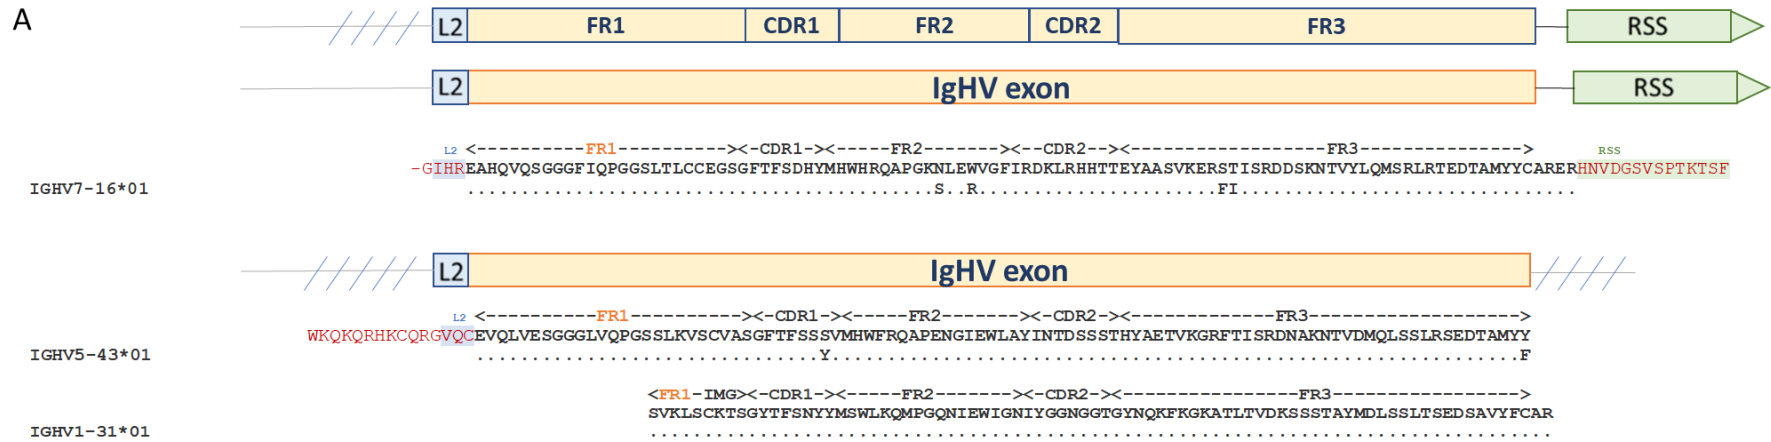 A
L2 FR1 CDR1 FR2 CDR2 FR3 RSS
L2 IgHV exon RSS
L2 <----------FR1----------><-CDR1-><-----FR2------><--CDR2--><------------------FR3----------------> RSS
-GIHREAHQVQSGGGFIQPGGSLTLCCEGSGFTFSDHYMHWHRQAPGKNLEWVGFIRDKLRHHTTEYAASVKERSTISRDDSKNTVYLQMSRLRTEDTAMYYCARERHNVDGSVSPTKTSF
IGHV7-16*01 .............................................S..R......................FI...............................
L2 IgHV exon
L2 <----------FR1-----------><-CDR1-><-----FR2------><-CDR2-><--------------FR3------------------>
WKQKQRHKCQRGVQCEVQLVESGGGLVQPGSSLKVSCVASGFTFSSSVMHWFRQAPENGIEWLAYINTDSSSTHYAETVKGRFTISRDNAKNTVDMQLSSLRSEDTAMYY
IGHV5-43*01 ................................Y..............................................................F
<FR1-IMG><-CDR1-><-----FR2------><-CDR2-><----------------FR3--------------->
SVKLSCKTSGYTFSNYYMSWLKQMPGQNIEWIGNIYGGNGGTGYNQKFKGKATLTVDKSSSTAYMDLSSLTSEDSAVYFCAR
IGHV1-31*01 ..................................................................................